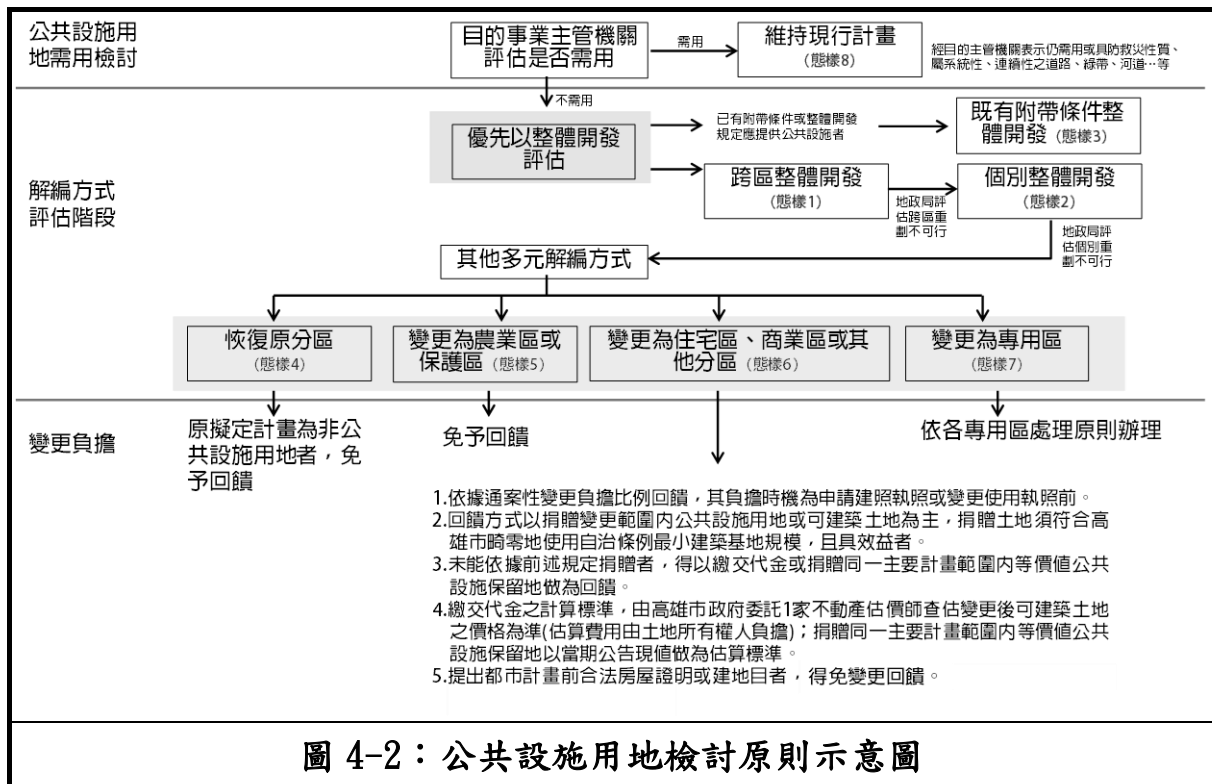 公共設施用
地需用檢討
目的事業主管機關
評估是否需用
需用
維持現行計畫
(態樣8)
經目的主管機關表示仍需用或具防救災性質、
屬系統性、連續性之道路、綠帶、河道…等
不需用
解編方式
評估階段
優先以整體開發
評估
已有附帶條件或整體開發
規定應提供公共設施者
既有附帶條件整
體開發 (態樣3)
跨區整體開發
(態樣1)
地政局評
估跨區重
劃不可行
個別整體開發
(態樣2)
地政局評
估個別重
劃不可行
其他多元解編方式
恢復原分區
(態樣4)
變更為農業區或
保護區 (態樣5)
變更為住宅區、商業區或其
他分區 (態樣6)
變更為專用區
(態樣7)
變更負擔
原擬定計畫為非公
共設施用地者，免
予回饋
免予回饋
依各專用區處理原則辦理
1.依據通案性變更負擔比例回饋，其負擔時機為申請建照執照或變更使用執照前。
2.回饋方式以捐贈變更範圍內公共設施用地或可建築土地為主，捐贈土地須符合高
雄市畸零地使用自治條例最小建築基地規模，且具效益者。
3.未能依據前述規定捐贈者，得以繳交代金或捐贈同一主要計畫範圍內等價值公共
設施保留地做為回饋。
4.繳交代金之計算標準，由高雄市政府委託1家不動產估價師查估變更後可建築土地
之價格為準(估算費用由土地所有權人負擔)；捐贈同一主要計畫範圍內等價值公共
設施保留地以當期公告現值做為估算標準。
5.提出都市計畫前合法房屋證明或建地目者，得免變更回饋。
圖 4-2：公共設施用地檢討原則示意圖